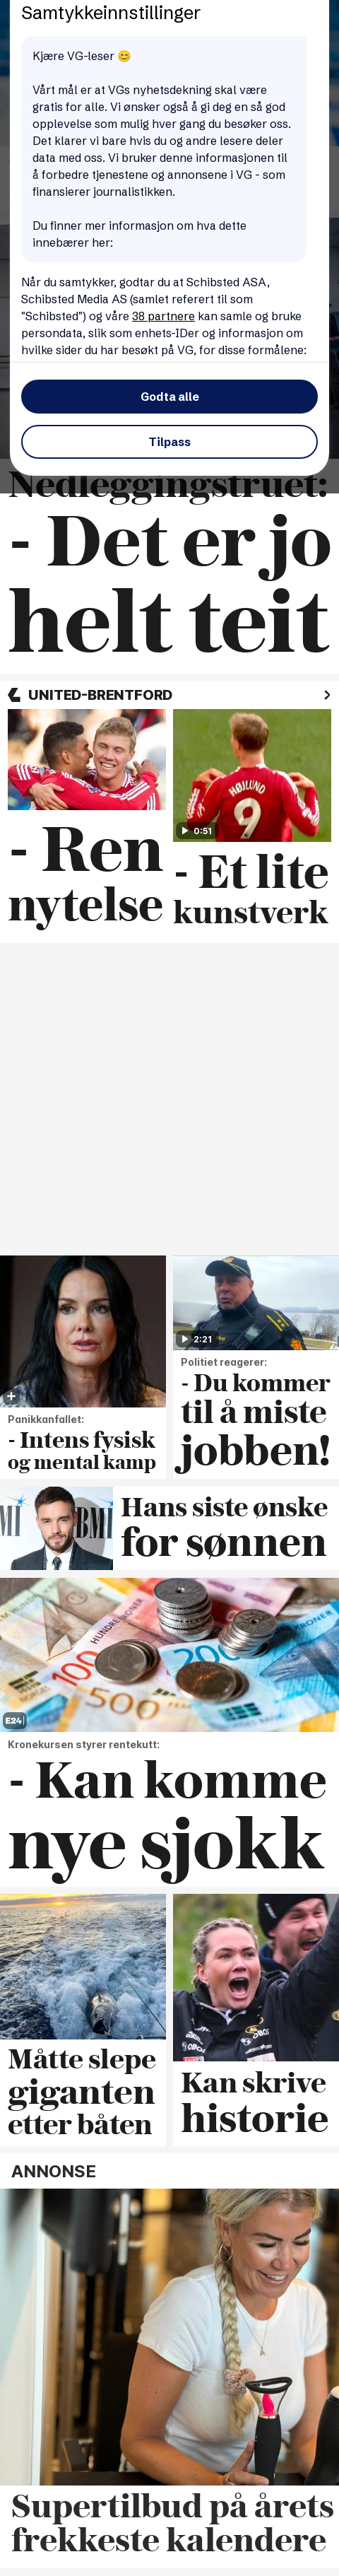 Samtykkeinnstillinger
Kjære VG-leser 😊
Vårt mål er at VGs nyhetsdekning skal være
gratis for alle. Vi ønsker også å gi deg en så god
opplevelse som mulig hver gang du besøker oss.
Det klarer vi bare hvis du og andre lesere deler
data med oss. Vi bruker denne informasjonen til
å forbedre tjenestene og annonsene i VG - som
finansierer journalistikken.
Du finner mer informasjon om hva dette
innebærer her:
Når du samtykker, godtar du at Schibsted ASA,
Schibsted Media AS (samlet referert til som
"Schibsted") og våre 38 partnere kan samle og bruke
persondata, slik som enhets-IDer og informasjon om
hvilke sider du har besøkt på VG, for disse formålene:
Godta alle
Tilpass
Nedleggingstruet:
- Det er jo
helt teit
UNITED-BRENTFORD
HØJLUND
9
0:51
- Ren
nytelse
- Et lite
kunstverk
2:21
Panikkanfallet:
- Intens fysisk
og mental kamp
Politiet reagerer:
- Du kommer
til å miste
jobben!
BMI
Hans siste ønske
for sønnen
HUNDRE KRONER
100
200
KRONER
500
E24
Kronekursen styrer rentekutt:
- Kan komme
nye sjokk
Måtte slepe
giganten
etter båten
Kan skrive
historie
ANNONSE
Supertilbud på årets
frekkeste kalendere